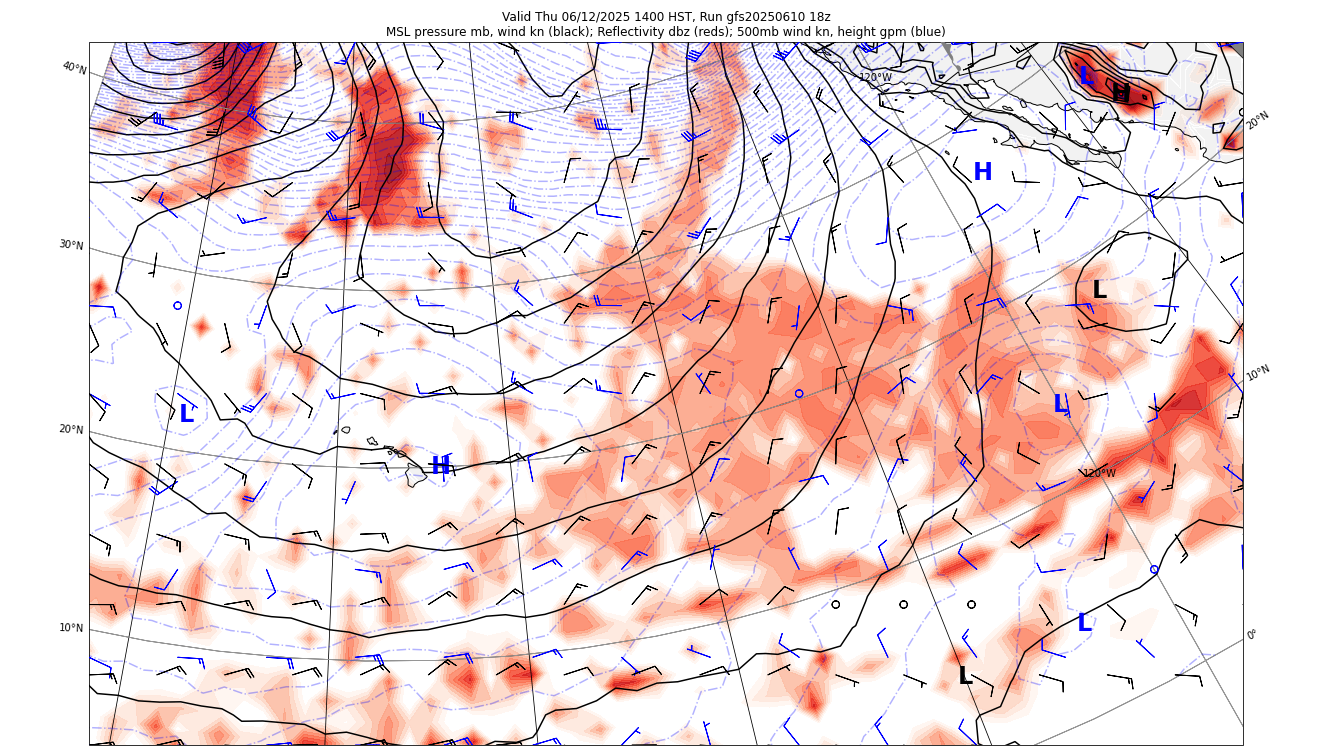 Valid Thu 06/12/2025 1400 HST, Run gfs20250610 18z
MSL pressure mb, wind kn (black); Reflectivity dbz (reds); 500mb wind kn, height gpm (blue)
40°N
120°W
L
H
20°N
H
30°N
L
10°N
L
L
20°N
H
120°W
10°N
L
0°
L